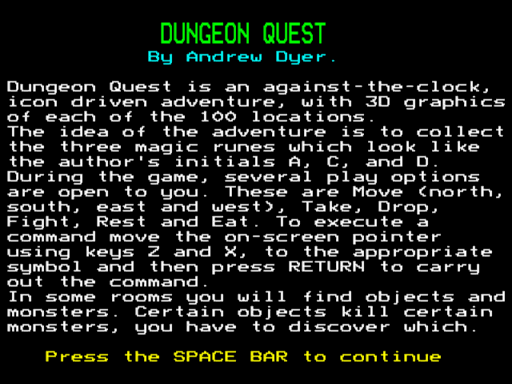 DUNGEON QUEST
By Andrew Dyer.
Dungeon Quest is an against-the-clock,
icon driven adventure, with 3D graphics
of each of the 100 locations.
The idea of the adventure is to collect
the three magic runes which look like
the author's initials A, C, and D.
During the game, several play options
are open to you. These are Move (north,
south, east and west), Take, Drop,
Fight, Rest and Eat. To execute a
command move the on-screen pointer
using keys Z and X, to the appropriate
symbol and then press RETURN to carry
out the command.
In some rooms you will find objects and
monsters. Certain objects kill certain
monsters, you have to discover which.
Press the SPACE BAR to continue